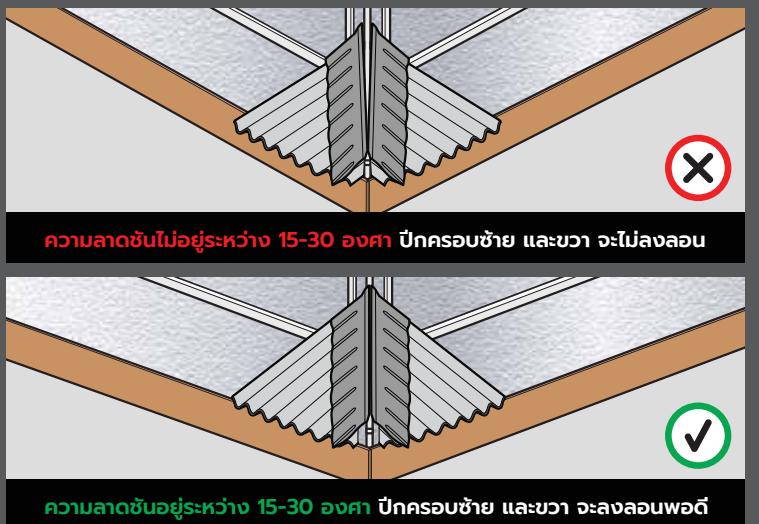 ความลาดชันไม่อยู่ระหว่าง 15-30 องศา ปีกครอบซ้าย และขวา จะไม่ลงลอน
ความลาดชันอยู่ระหว่าง 15-30 องศา ปีกครอบซ้าย และขวา จะลงลอนพอดี